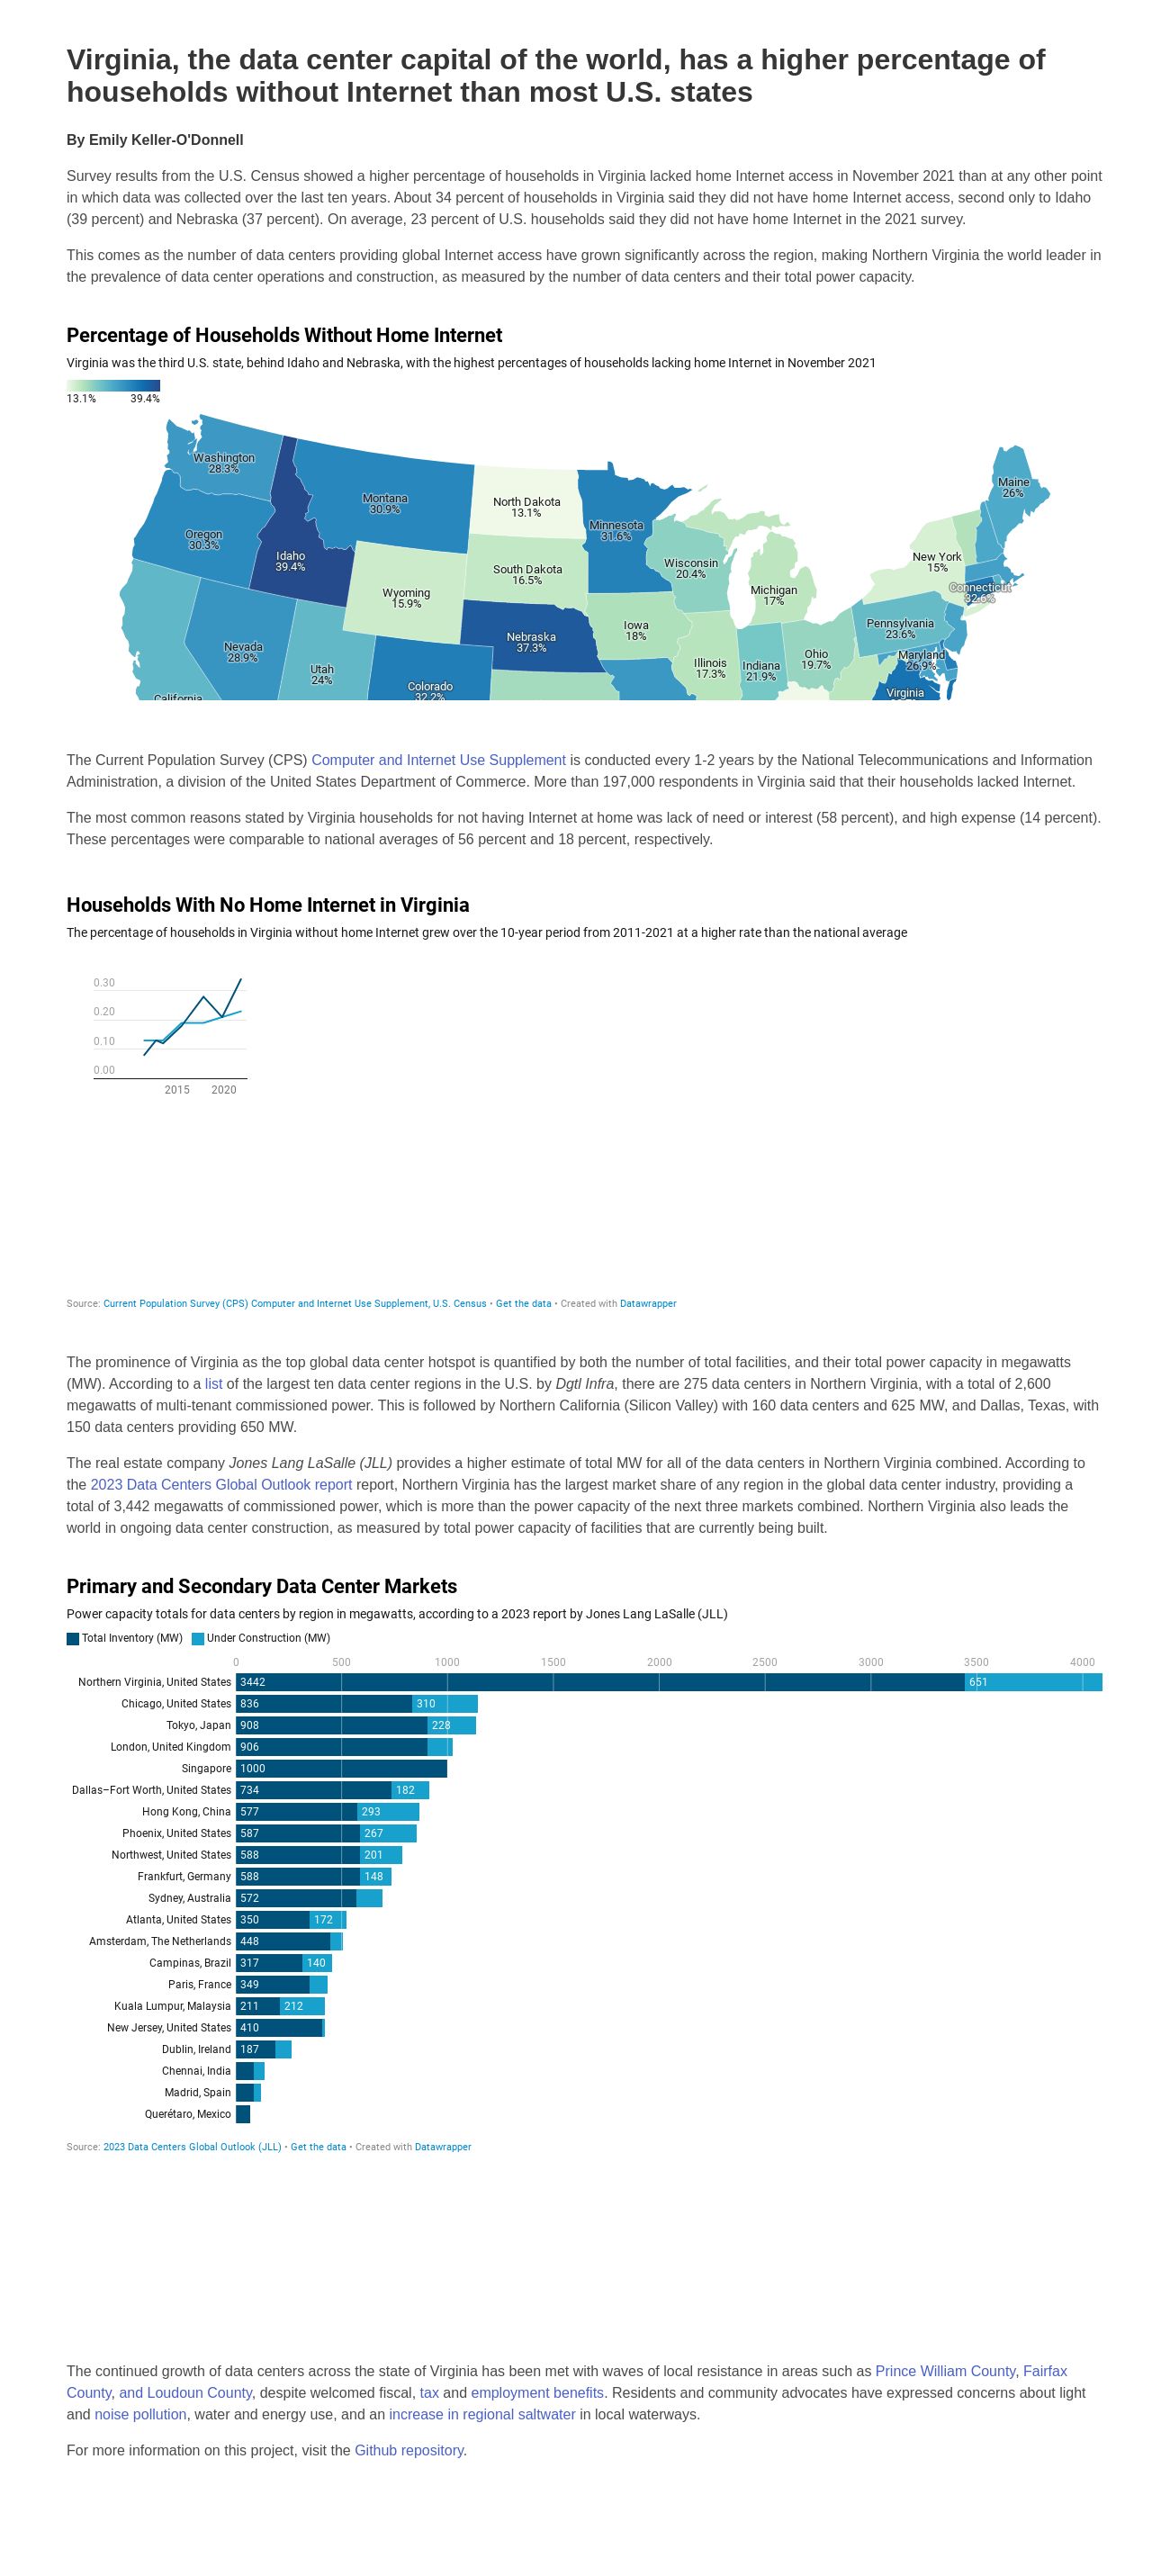 Virginia, the data center capital of the world, has a higher percentage of
households without Internet than most U.S. states
By Emily Keller-O'Donnell
Survey results from the U.S. Census showed a higher percentage of households in Virginia lacked home Internet access in November 2021 than at any other point
in which data was collected over the last ten years. About 34 percent of households in Virginia said they did not have home Internet access, second only to Idaho
(39 percent) and Nebraska (37 percent). On average, 23 percent of U.S. households said they did not have home Internet in the 2021 survey.
This comes as the number of data centers providing global Internet access have grown significantly across the region, making Northern Virginia the world leader in
the prevalence of data center operations and construction, as measured by the number of data centers and their total power capacity.
Percentage of Households Without Home Internet
Virginia was the third U.S. state, behind Idaho and Nebraska, with the highest percentages of households lacking home Internet in November 2021
13.1% 39.4%
Washington
28.3%
Montana
30.9%
North Dakota
13.1%
Minnesota
31.6%
Maine
26%
Oregon
30.3%
Idaho
39.4%
Wyoming
15.9%
South Dakota
16.5%
Wisconsin
20.4%
Michigan
17%
New York
15%
Connecticut
32.6%
Nevada
28.9%
Utah
24%
Colorado
32.2%
Nebraska
37.3%
Iowa
18%
Illinois
17.3%
Indiana
21.9%
Ohio
19.7%
Pennsylvania
23.6%
Maryland
26.9%
Virginia
California
The Current Population Survey (CPS) Computer and Internet Use Supplement is conducted every 1-2 years by the National Telecommunications and Information
Administration, a division of the United States Department of Commerce. More than 197,000 respondents in Virginia said that their households lacked Internet.
The most common reasons stated by Virginia households for not having Internet at home was lack of need or interest (58 percent), and high expense (14 percent).
These percentages were comparable to national averages of 56 percent and 18 percent, respectively.
Households With No Home Internet in Virginia
The percentage of households in Virginia without home Internet grew over the 10-year period from 2011-2021 at a higher rate than the national average
0.30
0.20
0.10
0.00
2015 2020
Source: Current Population Survey (CPS) Computer and Internet Use Supplement, U.S. Census • Get the data • Created with Datawrapper
The prominence of Virginia as the top global data center hotspot is quantified by both the number of total facilities, and their total power capacity in megawatts
(MW). According to a list of the largest ten data center regions in the U.S. by Dgtl Infra, there are 275 data centers in Northern Virginia, with a total of 2,600
megawatts of multi-tenant commissioned power. This is followed by Northern California (Silicon Valley) with 160 data centers and 625 MW, and Dallas, Texas, with
150 data centers providing 650 MW.
The real estate company Jones Lang LaSalle (JLL) provides a higher estimate of total MW for all of the data centers in Northern Virginia combined. According to
the 2023 Data Centers Global Outlook report report, Northern Virginia has the largest market share of any region in the global data center industry, providing a
total of 3,442 megawatts of commissioned power, which is more than the power capacity of the next three markets combined. Northern Virginia also leads the
world in ongoing data center construction, as measured by total power capacity of facilities that are currently being built.
Primary and Secondary Data Center Markets
Power capacity totals for data centers by region in megawatts, according to a 2023 report by Jones Lang LaSalle (JLL)
Total Inventory (MW) Under Construction (MW)
0 500 1000 1500 2000 2500 3000 3500 4000
Northern Virginia, United States 3442 651
Chicago, United States 836 310
Tokyo, Japan 908 228
London, United Kingdom 906
Singapore 1000
Dallas–Fort Worth, United States 734 182
Hong Kong, China 577 293
Phoenix, United States 587 267
Northwest, United States 588 201
Frankfurt, Germany 588 148
Sydney, Australia 572
Atlanta, United States 350 172
Amsterdam, The Netherlands 448
Campinas, Brazil 317 140
Paris, France 349
Kuala Lumpur, Malaysia 211 212
New Jersey, United States 410
Dublin, Ireland 187
Chennai, India
Madrid, Spain
Querétaro, Mexico
Source: 2023 Data Centers Global Outlook (JLL) • Get the data • Created with Datawrapper
The continued growth of data centers across the state of Virginia has been met with waves of local resistance in areas such as Prince William County, Fairfax
County, and Loudoun County, despite welcomed fiscal, tax and employment benefits. Residents and community advocates have expressed concerns about light
and noise pollution, water and energy use, and an increase in regional saltwater in local waterways.
For more information on this project, visit the Github repository.